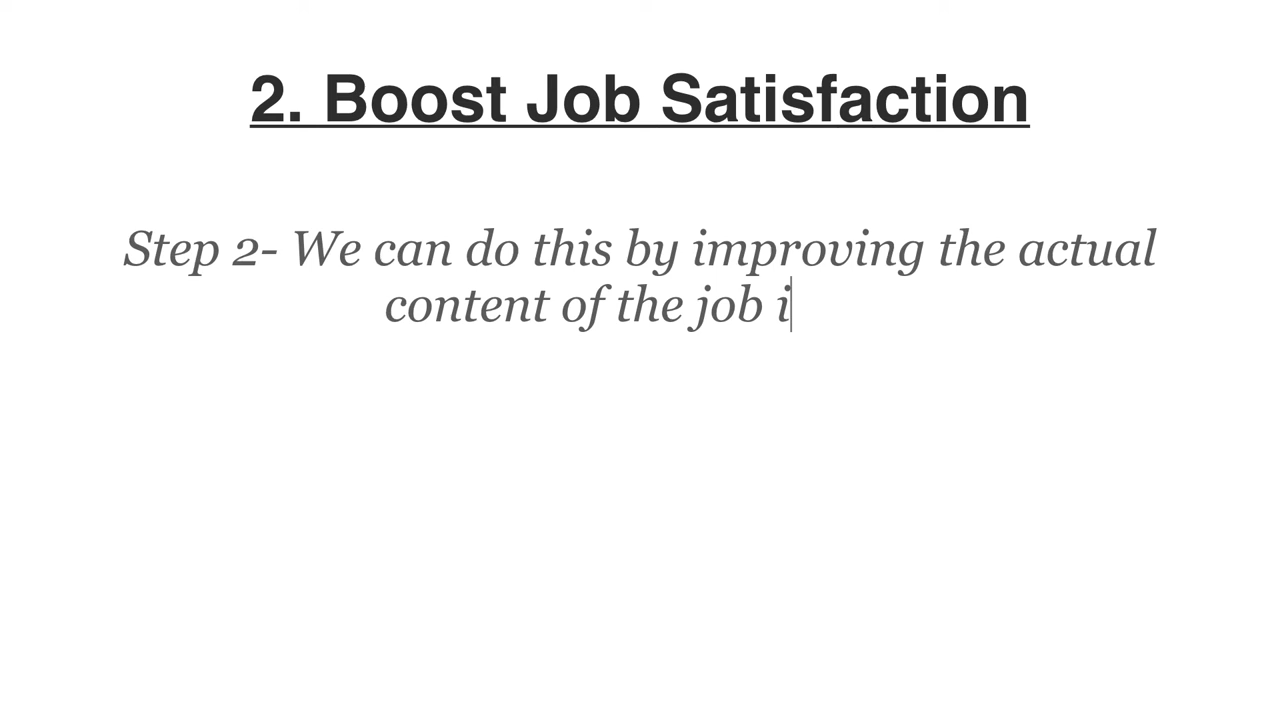 2. Boost Job Satisfaction
Step 2- We can do this by improving the actual
content of the job i